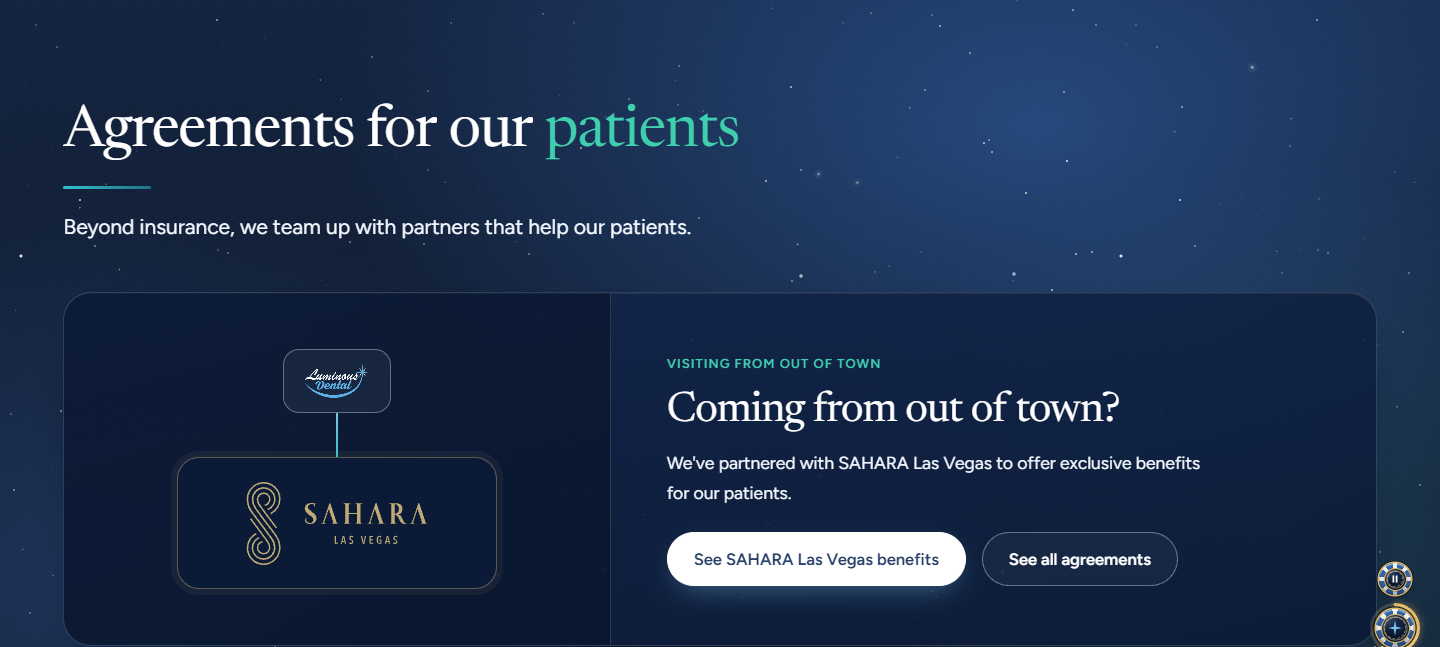 Agreements for our patients
Beyond insurance, we team up with partners that help our patients.
Luminous
Dental
SAHARA
LAS VEGAS
VISITING FROM OUT OF TOWN
Coming from out of town?
We've partnered with SAHARA Las Vegas to offer exclusive benefits
for our patients.
See SAHARA Las Vegas benefits
See all agreements